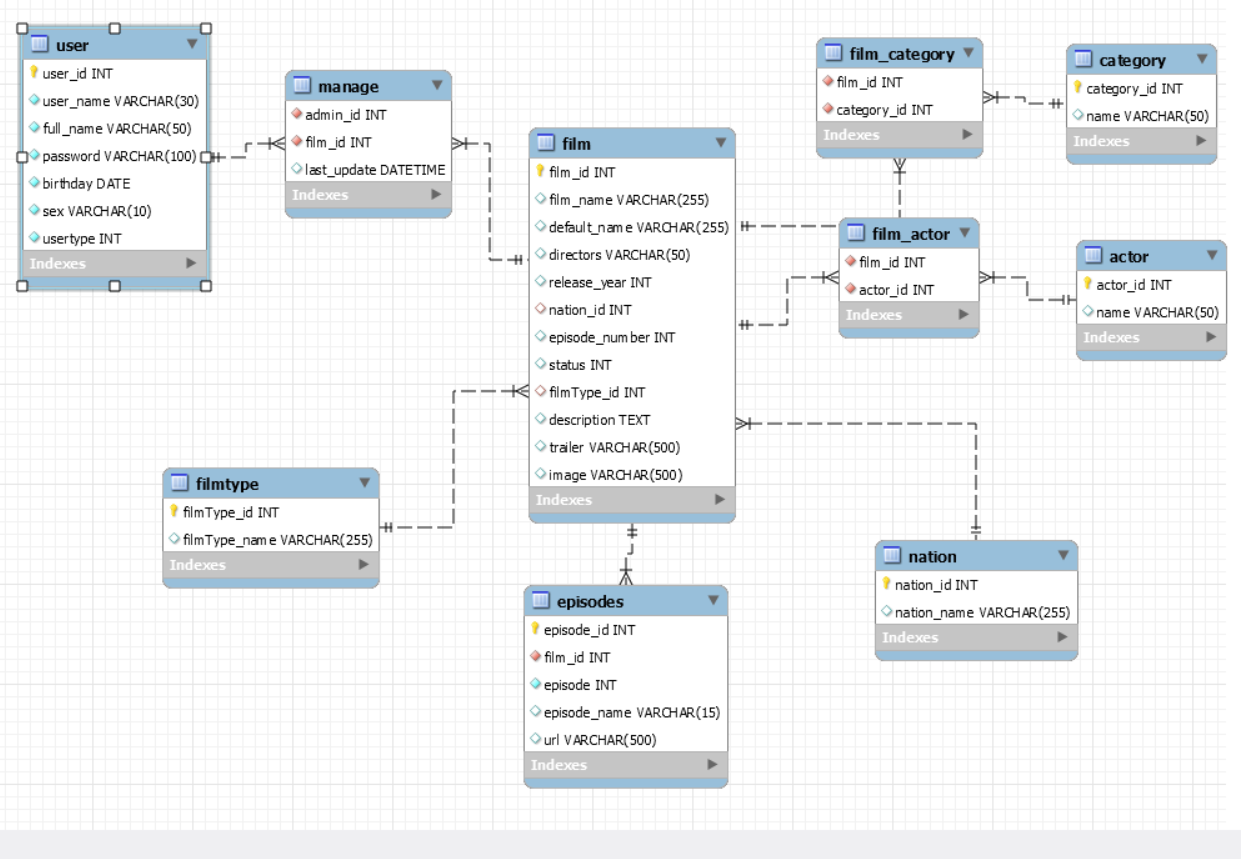 user
user_id INT
user_name VARCHAR(30)
full_name VARCHAR(50)
password VARCHAR(100)
birthday DATE
sex VARCHAR(10)
usertype INT
Indexes
manage
admin_id INT
film_id INT
last_update DATETIME
Indexes
film
film_id INT
film_name VARCHAR(255)
default_name VARCHAR(255)
directors VARCHAR(50)
release_year INT
nation_id INT
episode_number INT
status INT
filmType_id INT
description TEXT
trailer VARCHAR(500)
image VARCHAR(500)
Indexes
film_category
film_id INT
category_id INT
Indexes
category
category_id INT
name VARCHAR(50)
Indexes
film_actor
film_id INT
actor_id INT
Indexes
actor
actor_id INT
name VARCHAR(50)
Indexes
filmtype
filmType_id INT
filmType_name VARCHAR(255)
Indexes
episodes
episode_id INT
film_id INT
episode INT
episode_name VARCHAR(15)
url VARCHAR(500)
Indexes
nation
nation_id INT
nation_name VARCHAR(255)
Indexes